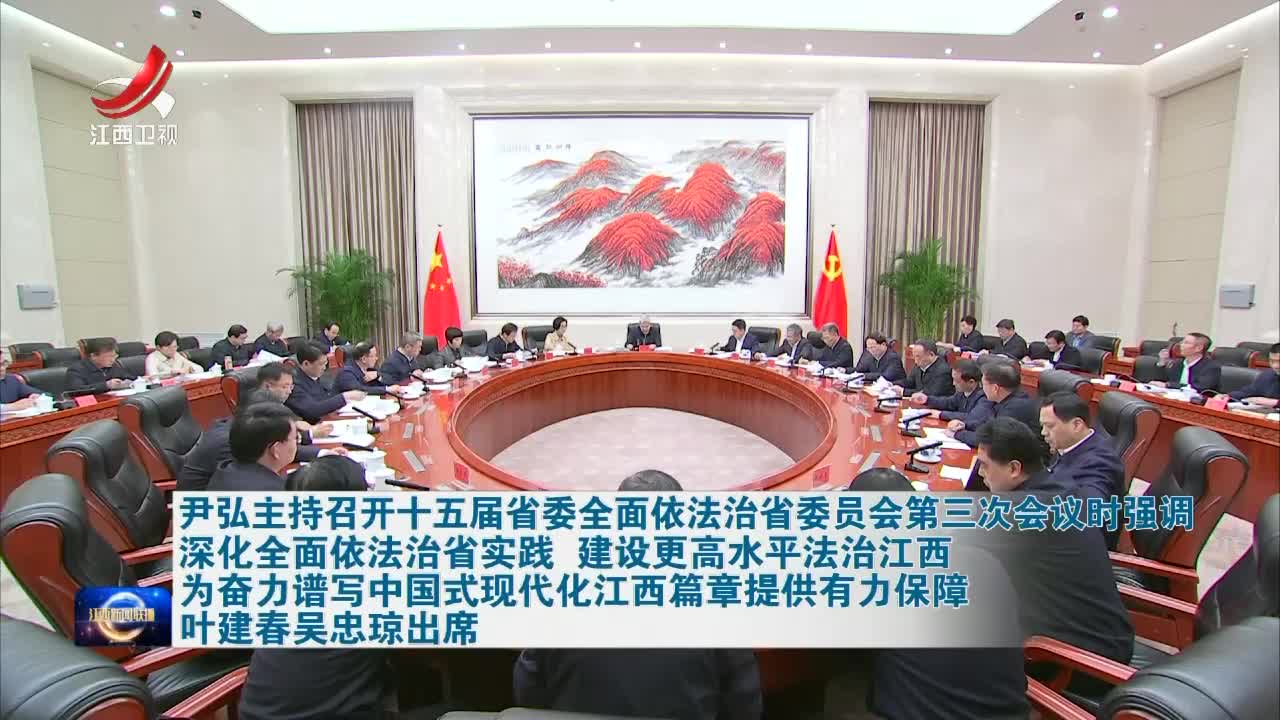 江西卫视
尹弘主持召开十五届省委全面依法治省委员会第三次会议时强调
深化全面依法治省实践 建设更高水平法治江西
为奋力谱写中国式现代化江西篇章提供有力保障
叶建春吴忠琼出席
江西新闻联播